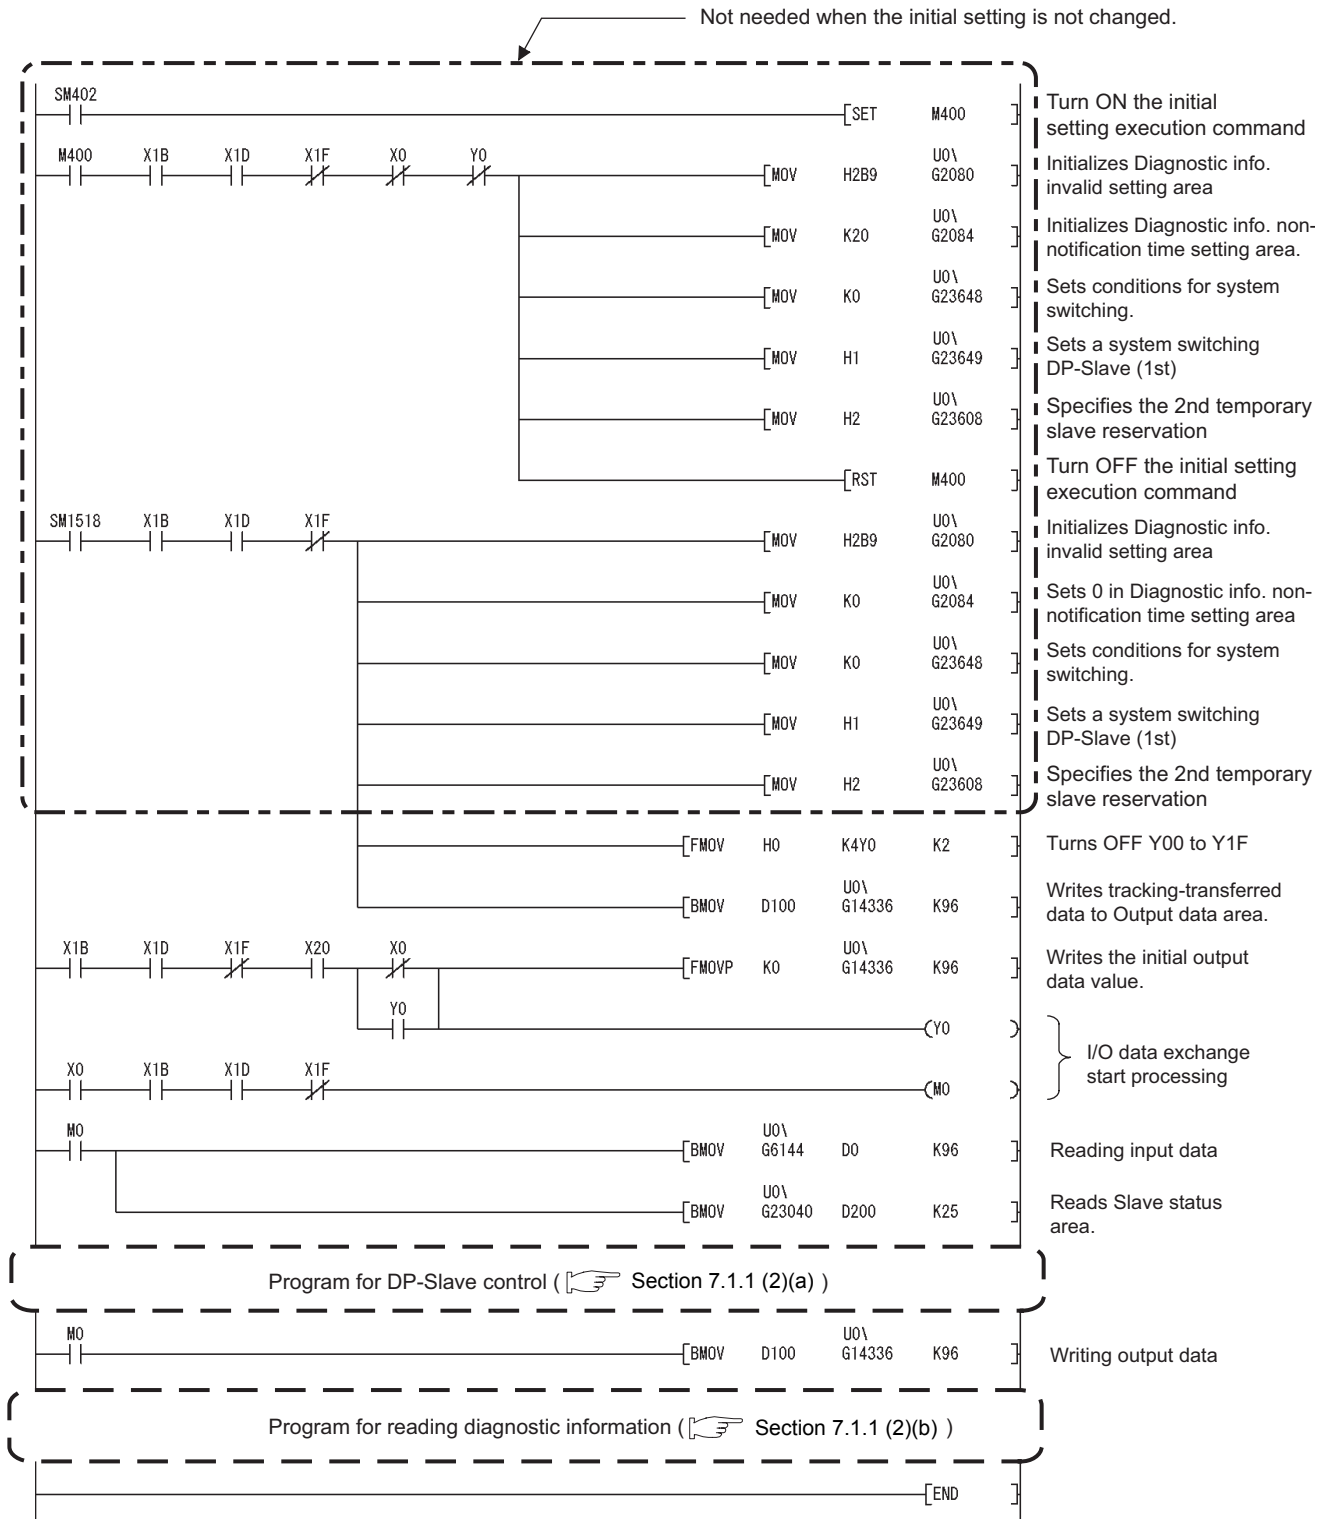 Not needed when the initial setting is not changed.
SM402
SET M400
Turn ON the initial
setting execution command
M400 X1B X1D X1F X0 Y0
MOV H2B9 U0\ G2080
Initializes Diagnostic info.
invalid setting area
MOV K20 U0\ G2084
Initializes Diagnostic info. non-
notification time setting area.
MOV K0 U0\ G23648
Sets conditions for system
switching.
MOV H1 U0\ G23649
Sets a system switching
DP-Slave (1st)
MOV H2 U0\ G23608
Specifies the 2nd temporary
slave reservation
RST M400
Turn OFF the initial setting
execution command
SM1518 X1B X1D X1F
MOV H2B9 U0\ G2080
Initializes Diagnostic info.
invalid setting area
MOV K0 U0\ G2084
Sets 0 in Diagnostic info. non-
notification time setting area
MOV K0 U0\ G23648
Sets conditions for system
switching.
MOV H1 U0\ G23649
Sets a system switching
DP-Slave (1st)
MOV H2 U0\ G23608
Specifies the 2nd temporary
slave reservation
FMOV H0 K4Y0 K2
Turns OFF Y00 to Y1F
BMOV D100 U0\ G14336 K96
Writes tracking-transferred
data to Output data area.
X1B X1D X1F X20 X0
FMOVP K0 U0\ G14336 K96
Writes the initial output
data value.
Y0
Y0
I/O data exchange
start processing
X0 X1B X1D X1F
M0
M0
BMOV U0\ G6144 D0 K96
Reading input data
BMOV U0\ G23040 D200 K25
Reads Slave status
area.
Program for DP-Slave control ( Section 7.1.1 (2)(a) )
M0
BMOV D100 U0\ G14336 K96
Writing output data
Program for reading diagnostic information ( Section 7.1.1 (2)(b) )
END